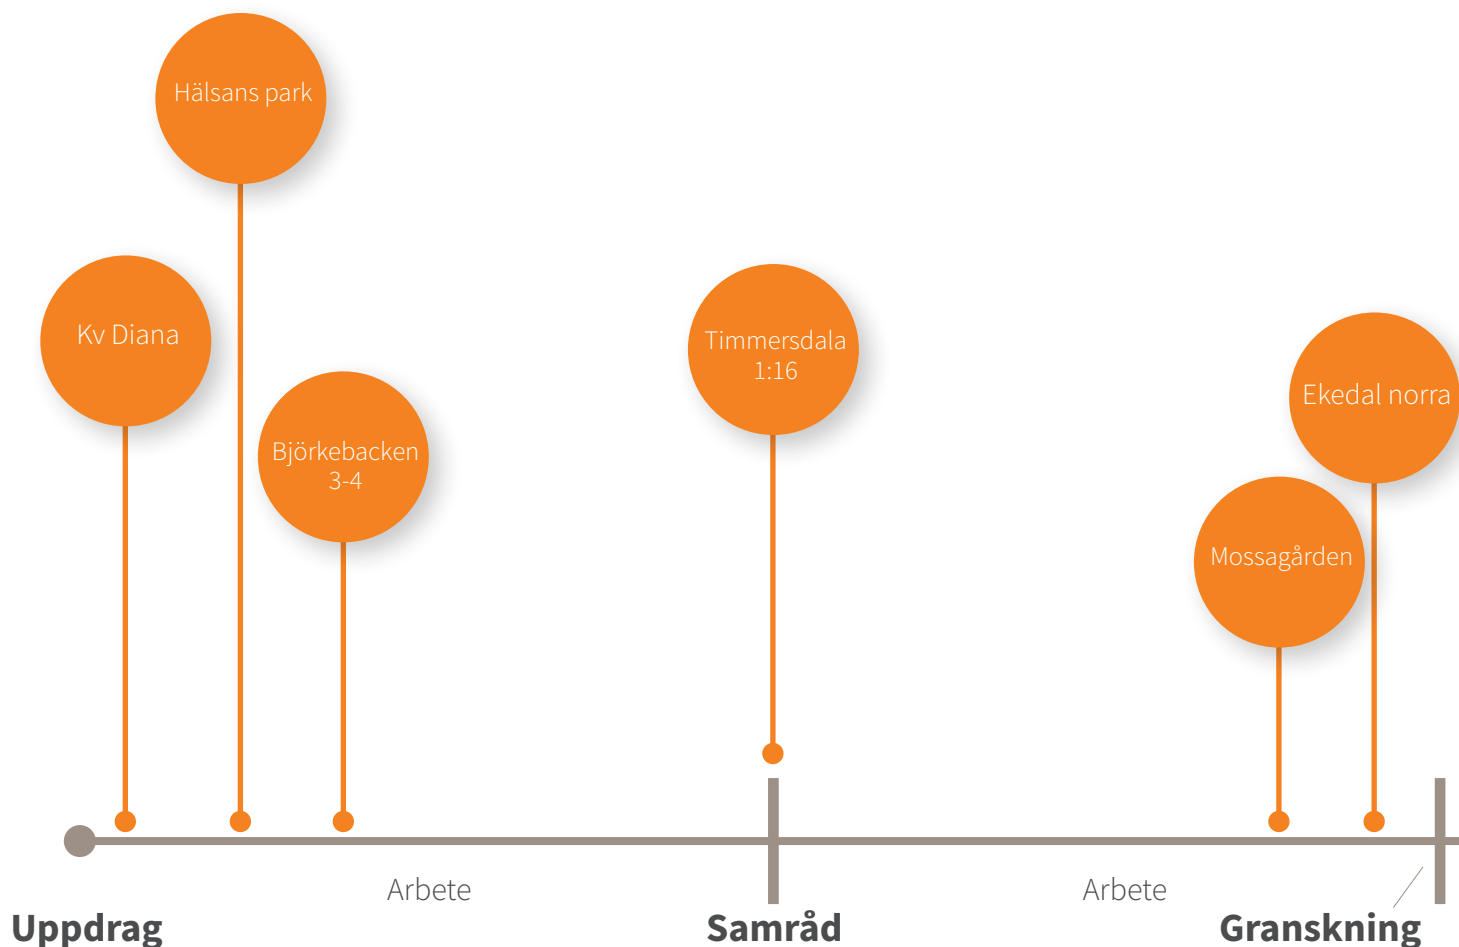 Hälsans park
Kv Diana
Björkebacken
3-4
Timmersdala
1:16
Ekedal norra
Mossagården
Arbete
Arbete
Uppdrag
Samråd
Granskning